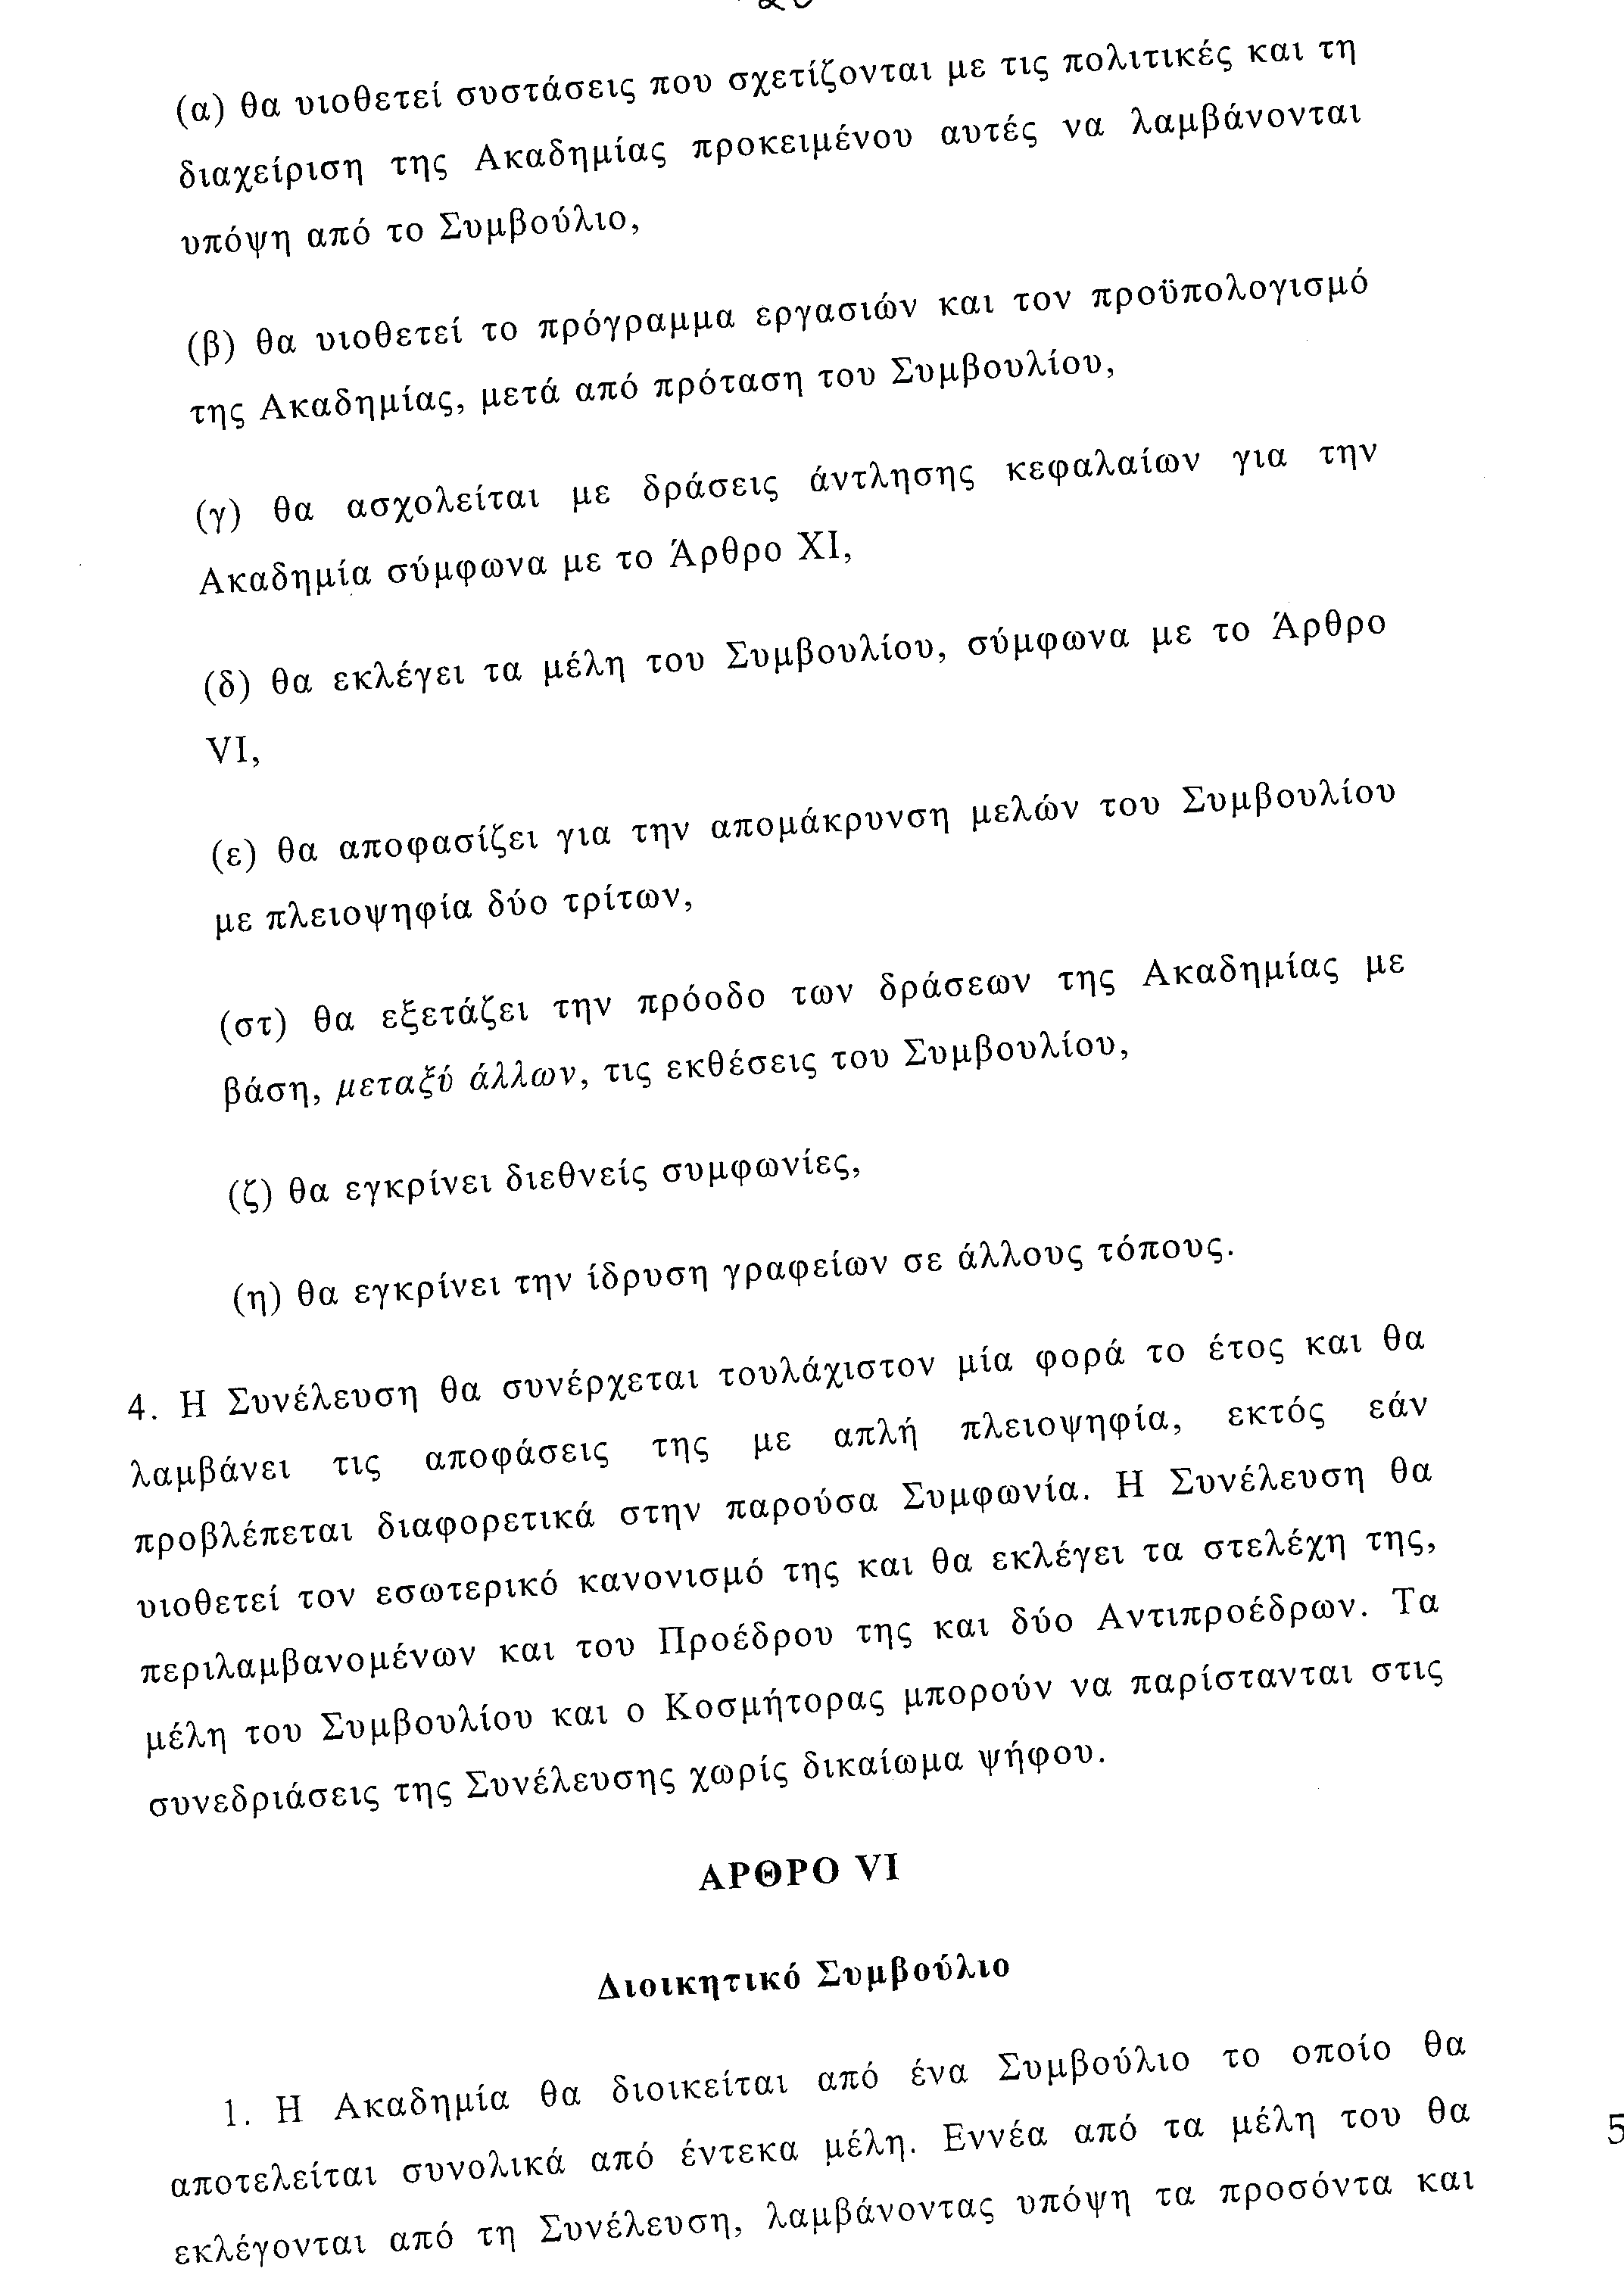 (α) θα υιοθετεί συστάσεις που σχετίζονται με τις πολιτικές και τη
διαχείριση της Ακαδημίας προκειμένου αυτές να λαμβάνονται
υπόψη από το Συμβούλιο,
(β) θα υιοθετεί το πρόγραμμα εργασιών και τον προϋπολογισμό
της Ακαδημίας, μετά από πρόταση του Συμβουλίου,
(γ) θα ασχολείται με δράσεις άντλησης κεφαλαίων για την
Ακαδημία σύμφωνα με το Άρθρο XI,
(δ) θα εκλέγει τα μέλη του Συμβουλίου, σύμφωνα με το Άρθρο
VI,
(ε) θα αποφασίζει για την απομάκρυνση μελών του Συμβουλίου
με πλειοψηφία δύο τρίτων,
(στ) θα εξετάζει την πρόοδο των δράσεων της Ακαδημίας με
βάση, μεταξύ άλλων, τις εκθέσεις του Συμβουλίου,
(ζ) θα εγκρίνει διεθνείς συμφωνίες,
(η) θα εγκρίνει την ίδρυση γραφείων σε άλλους τόπους.
4. Η Συνέλευση θα συνέρχεται τουλάχιστον μία φορά το έτος και θα
λαμβάνει τις αποφάσεις της με απλή πλειοψηφία, εκτός εάν
προβλέπεται διαφορετικά στην παρούσα Συμφωνία. Η Συνέλευση θα
υιοθετεί τον εσωτερικό κανονισμό της και θα εκλέγει τα στελέχη της,
περιλαμβανομένων και του Προέδρου της και δύο Αντιπροέδρων. Τα
μέλη του Συμβουλίου και ο Κοσμήτορας μπορούν να παρίστανται στις
συνεδριάσεις της Συνέλευσης χωρίς δικαίωμα ψήφου.
ΑΡΘΡΟ VI
Διοικητικό Συμβούλιο
1. Η Ακαδημία θα διοικείται από ένα Συμβούλιο το οποίο θα
αποτελείται συνολικά από έντεκα μέλη. Εννέα από τα μέλη του θα
εκλέγονται από τη Συνέλευση, λαμβάνοντας υπόψη τα προσόντα και
5